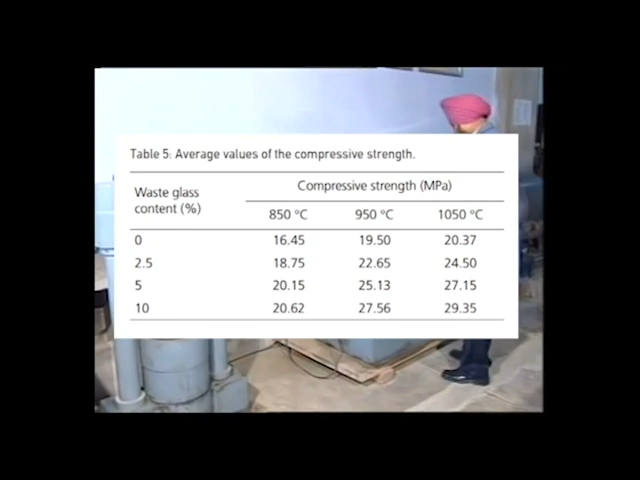 Table 5: Average values of the compressive strength.
Waste glass content (%) Compressive strength (MPa)
850 °C 950 °C 1050 °C
0 16.45 19.50 20.37
2.5 18.75 22.65 24.50
5 20.15 25.13 27.15
10 20.62 27.56 29.35